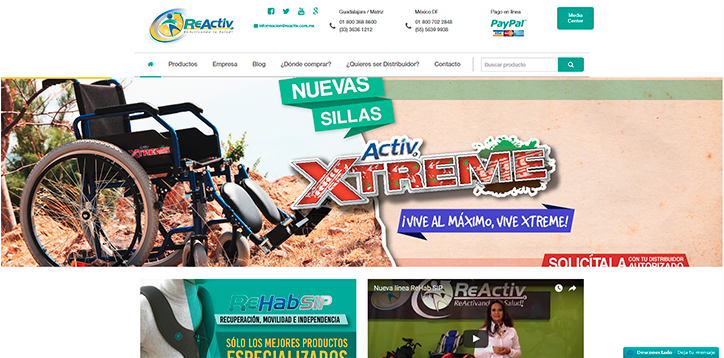 ReActiv®
ReActivando tu Salud!
informacion@reactiv.com.mx
Guadalajara / Matriz
01 800 368 8600
(33) 3636 1212
México DF
01 800 702 2848
(55) 5639 9938
Pago en línea
PayPal
Media Center
Productos
Empresa
Blog
¿Dónde comprar?
¿Quieres ser Distribuidor?
Contacto
Buscar producto
NUEVAS
SILLAS
Activ
XTREME
¡VIVE AL MÁXIMO, VIVE XTREME!
XTREME
SOLICÍTALA CON TU DISTRIBUIDOR AUTORIZADO
ReHabSIP
RECUPERACIÓN, MOVILIDAD E INDEPENDENCIA
SÓLO LOS MEJORES PRODUCTOS
ESPECIALIZADOS
Nueva línea ReHab SIP
ReActiv
ReActivando tu Salud!
Desconectado - Deja tu mensaje